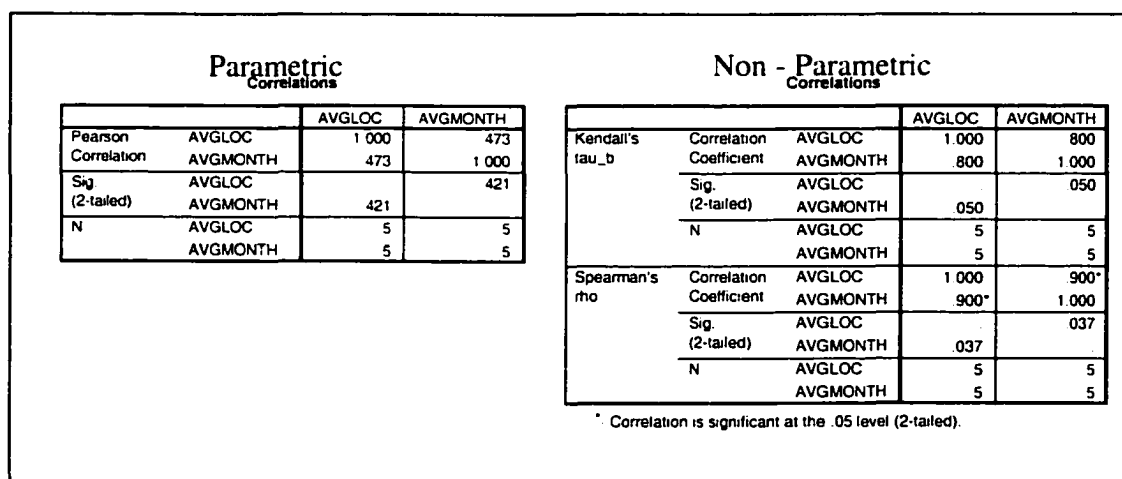 Parametric
Correlations
AVGLOC AVGMONTH
Pearson AVGLOC 1 000 473
Correlation AVGMONTH 473 1 000
Sig. AVGLOC 421
(2-tailed) AVGMONTH 421
N AVGLOC 5 5
AVGMONTH 5 5
Non - Parametric
Correlations
AVGLOC AVGMONTH
Kendall's Correlation AVGLOC 1.000 800
tau_b Coefficient AVGMONTH .800 1.000
Sig. AVGLOC . 050
(2-tailed) AVGMONTH .050
N AVGLOC 5 5
AVGMONTH 5 5
Spearman's Correlation AVGLOC 1 000 .900*
rho Coefficient AVGMONTH .900* 1.000
Sig. AVGLOC . 037
(2-tailed) AVGMONTH .037 .
N AVGLOC 5 5
AVGMONTH 5 5
*. Correlation is significant at the .05 level (2-tailed).